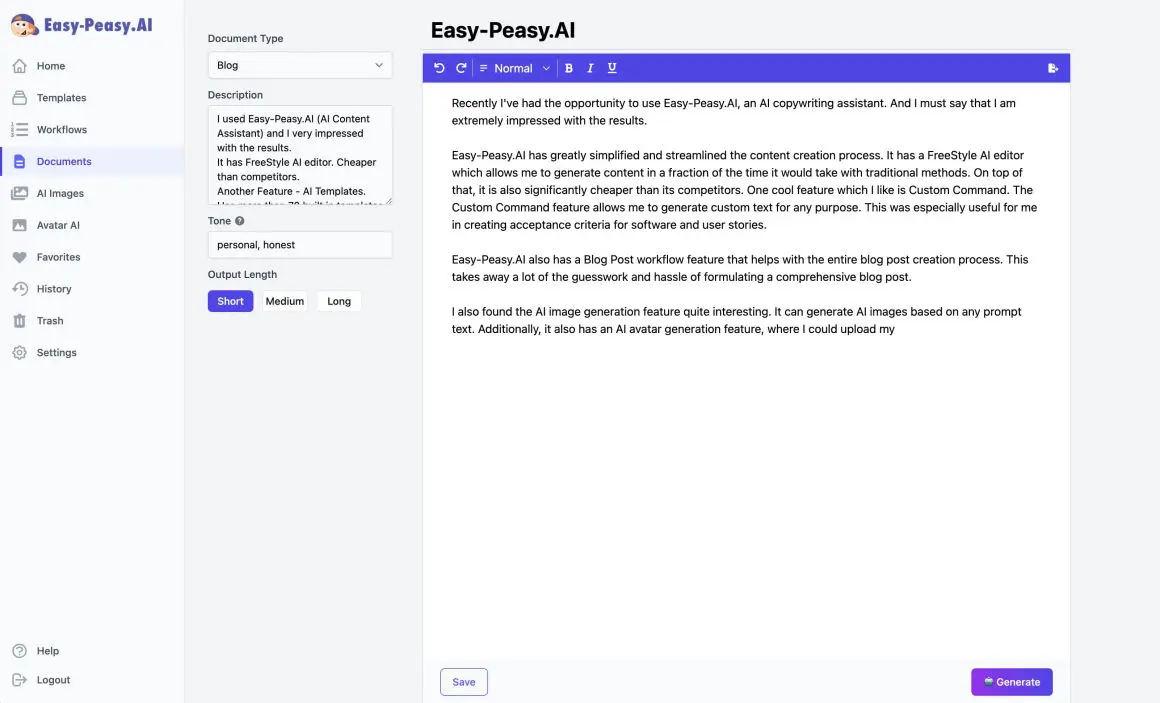 Easy-Peasy.AI
Home
Templates
Workflows
Documents
AI Images
Avatar AI
Favorites
History
Trash
Settings
Help
Logout
Document Type
Blog
Description
I used Easy-Peasy.AI (AI Content
Assistant) and I very impressed
with the results.
It has FreeStyle AI editor. Cheaper
than competitors.
Another Feature - AI Templates.
Has more than 70 built in templates
Tone ?
personal, honest
Output Length
Short Medium Long
Easy-Peasy.AI
Normal B I U
Recently I've had the opportunity to use Easy-Peasy.AI, an AI copywriting assistant. And I must say that I am
extremely impressed with the results.
Easy-Peasy.AI has greatly simplified and streamlined the content creation process. It has a FreeStyle AI editor
which allows me to generate content in a fraction of the time it would take with traditional methods. On top of
that, it is also significantly cheaper than its competitors. One cool feature which I like is Custom Command. The
Custom Command feature allows me to generate custom text for any purpose. This was especially useful for me
in creating acceptance criteria for software and user stories.
Easy-Peasy.AI also has a Blog Post workflow feature that helps with the entire blog post creation process. This
takes away a lot of the guesswork and hassle of formulating a comprehensive blog post.
I also found the AI image generation feature quite interesting. It can generate AI images based on any prompt
text. Additionally, it also has an AI avatar generation feature, where I could upload my
Save
Generate